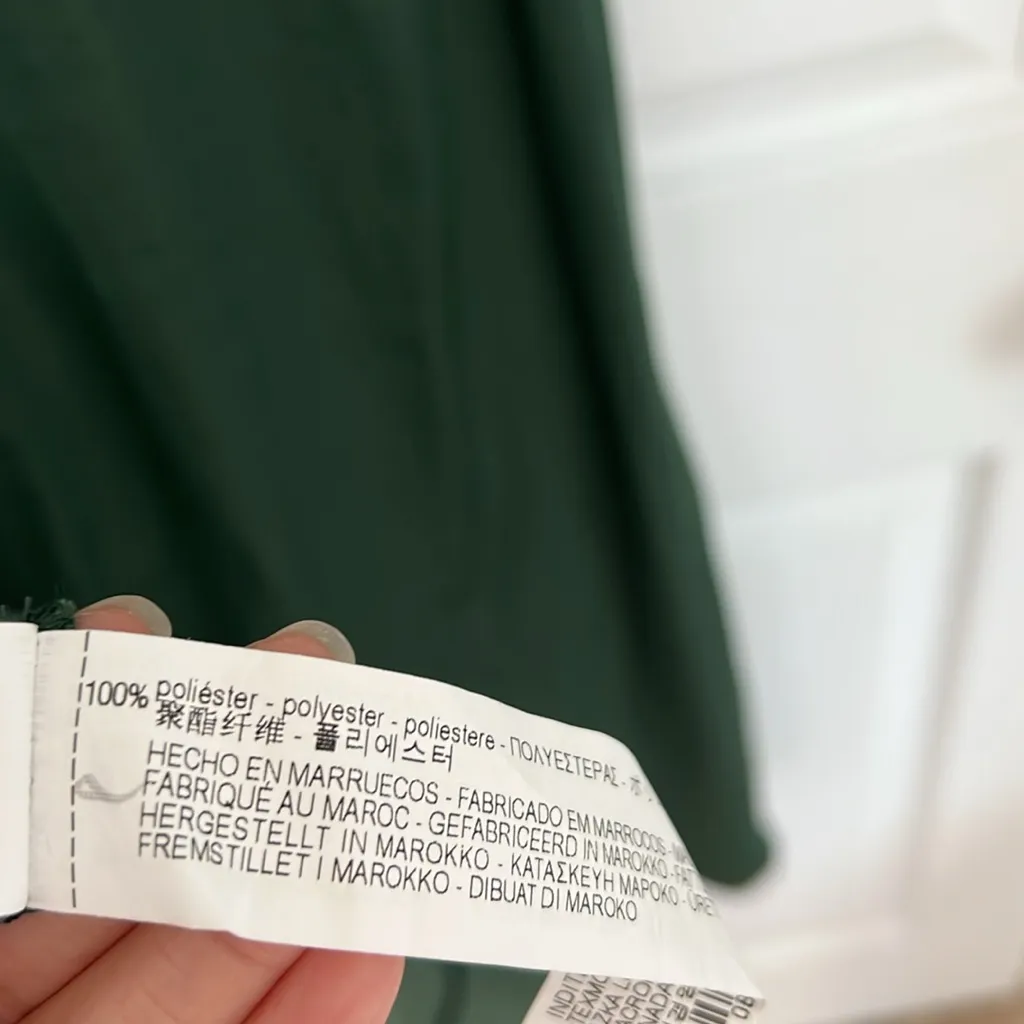 100% poliéster - polyester - poliestere - ΠΟΛΥΕΣΤΕΡΑΣ -
聚酯纤维 - 폴리에스터
HECHO EN MARRUECOS - FABRICADO EM MARROCOS -
FABRIQUÉ AU MAROC - GEFABRICEERD IN MAROKKO -
HERGESTELLT IN MAROKKO - ΚΑΤΑΣΚΕΥΗ ΜΑΡΟΚΟ -
FREMSTILLET I MAROKKO - DIBUAT DI MAROKO